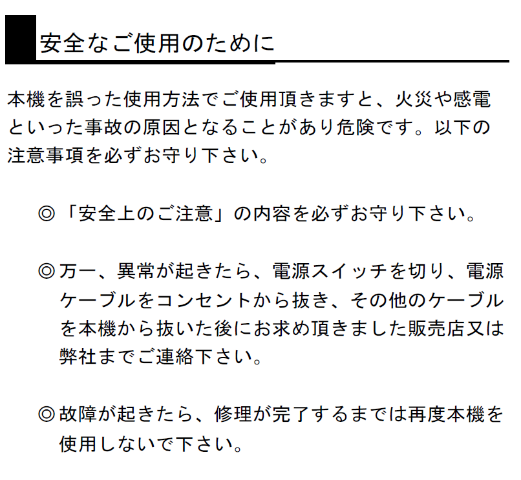 安全なご使用のために
本機を誤った使用方法でご使用頂きますと、火災や感電
といった事故の原因となることがあり危険です。以下の
注意事項を必ずお守り下さい。
◎「安全上のご注意」の内容を必ずお守り下さい。
◎万一、異常が起きたら、電源スイッチを切り、電源
ケーブルをコンセントから抜き、その他のケーブル
を本機から抜いた後にお求め頂きました販売店又は
弊社までご連絡下さい。
◎故障が起きたら、修理が完了するまでは再度本機を
使用しないで下さい。